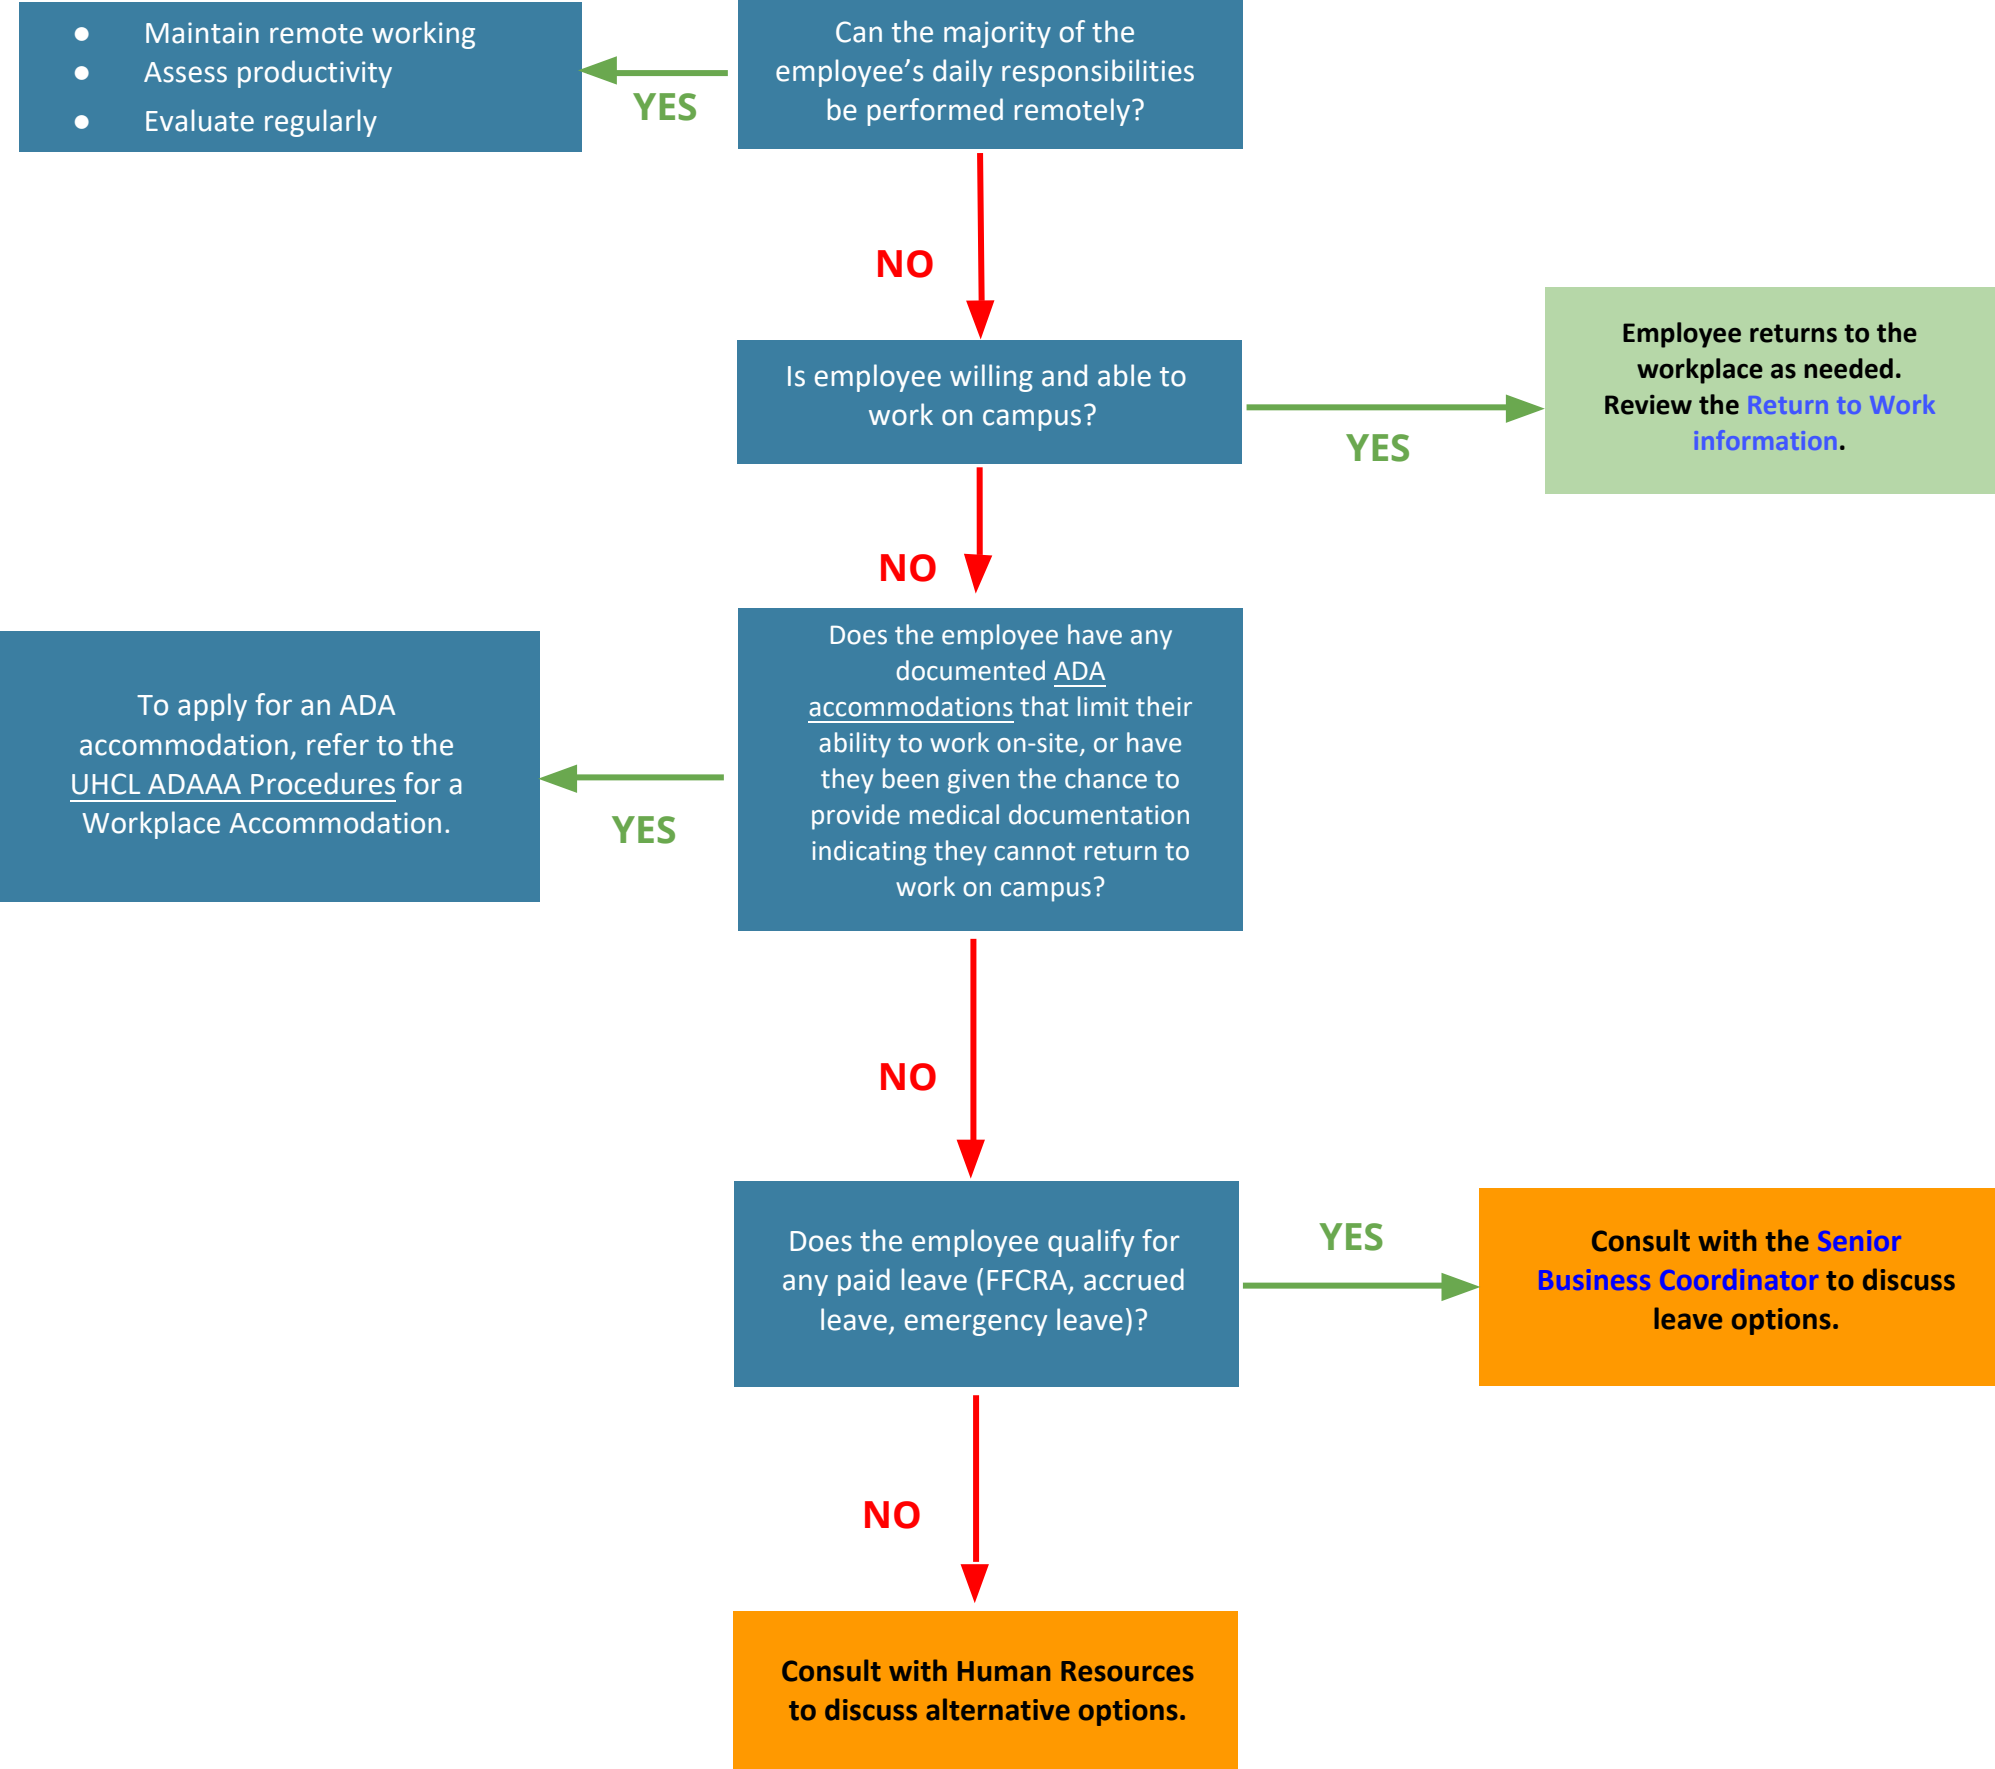 ● Maintain remote working
● Assess productivity
● Evaluate regularly
Can the majority of the
employee’s daily responsibilities
be performed remotely?
YES
NO
Is employee willing and able to
work on campus?
YES
Employee returns to the
workplace as needed.
Review the Return to Work
information.
NO
Does the employee have any
documented ADA
accommodations that limit their
ability to work on-site, or have
they been given the chance to
provide medical documentation
indicating they cannot return to
work on campus?
YES
To apply for an ADA
accommodation, refer to the
UHCL ADAAA Procedures for a
Workplace Accommodation.
NO
Does the employee qualify for
any paid leave (FFCRA, accrued
leave, emergency leave)?
YES
Consult with the Senior
Business Coordinator to discuss
leave options.
NO
Consult with Human Resources
to discuss alternative options.